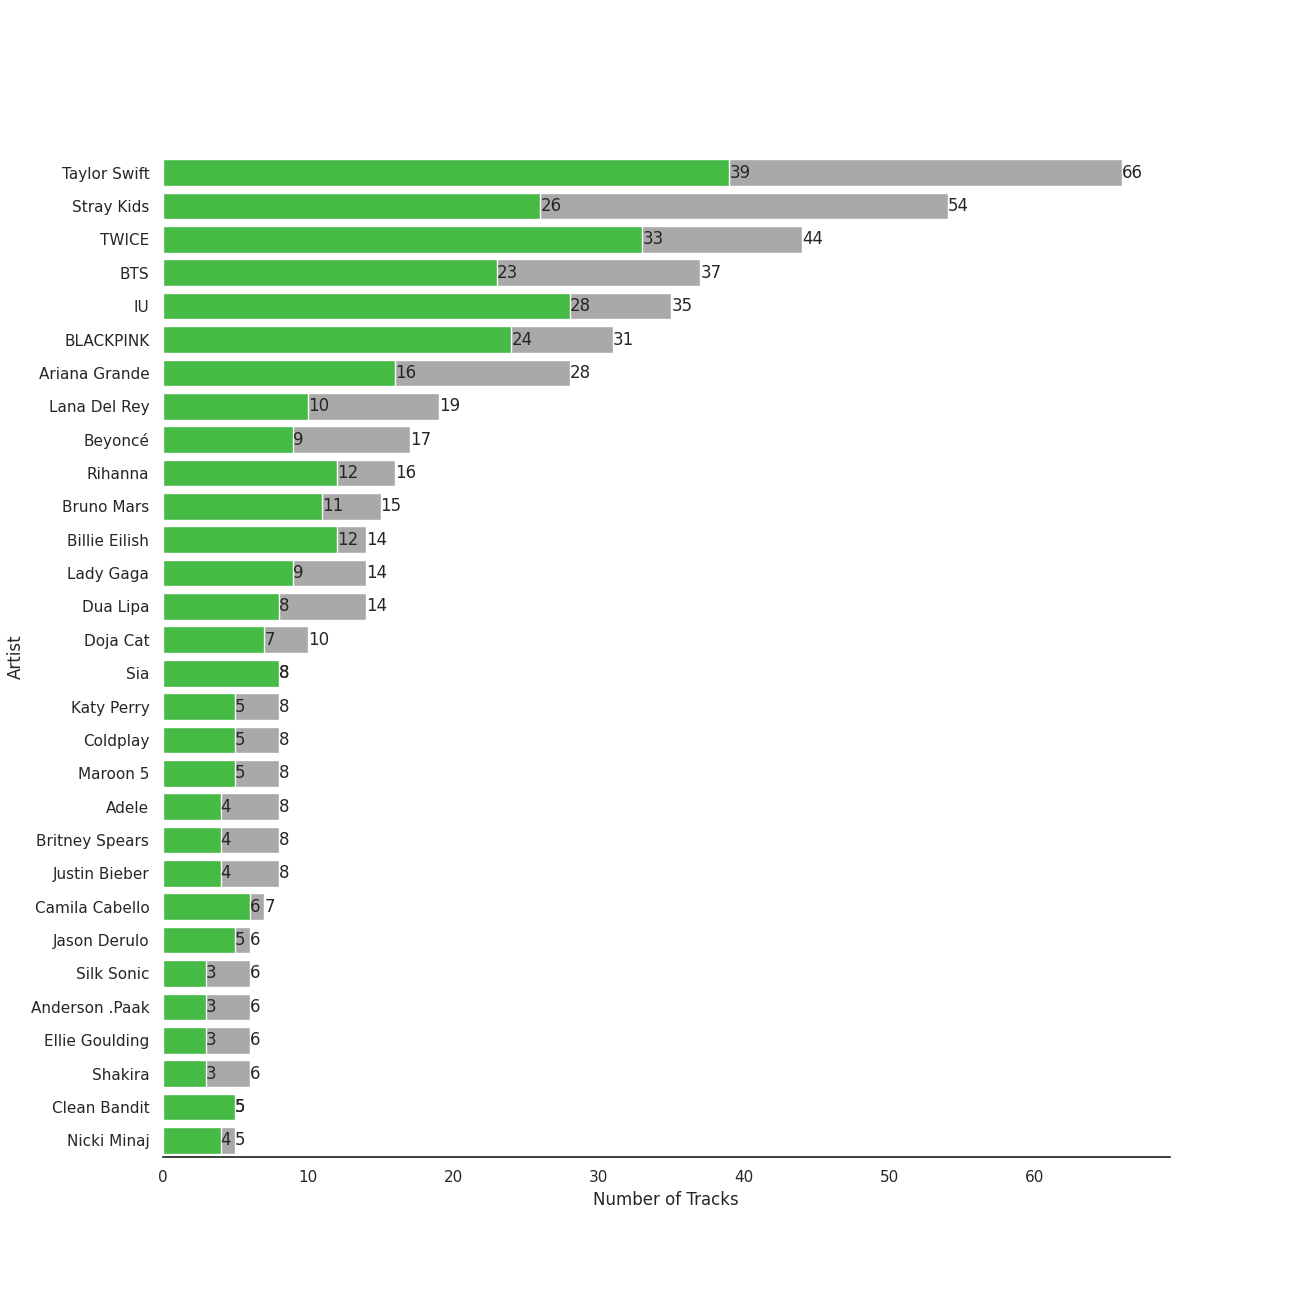 Taylor Swift 39 66
Stray Kids 26 54
TWICE 33 44
BTS 23 37
IU 28 35
BLACKPINK 24 31
Ariana Grande 16 28
Lana Del Rey 10 19
Beyoncé 9 17
Rihanna 12 16
Bruno Mars 11 15
Billie Eilish 12 14
Lady Gaga 9 14
Dua Lipa 8 14
Doja Cat 7 10
Sia 8 8
Katy Perry 5 8
Coldplay 5 8
Maroon 5 5 8
Adele 4 8
Britney Spears 4 8
Justin Bieber 4 8
Camila Cabello 6 7
Jason Derulo 5 6
Silk Sonic 3 6
Anderson .Paak 3 6
Ellie Goulding 3 6
Shakira 3 6
Clean Bandit 5 5
Nicki Minaj 4 5
Artist
0 10 20 30 40 50 60
Number of Tracks